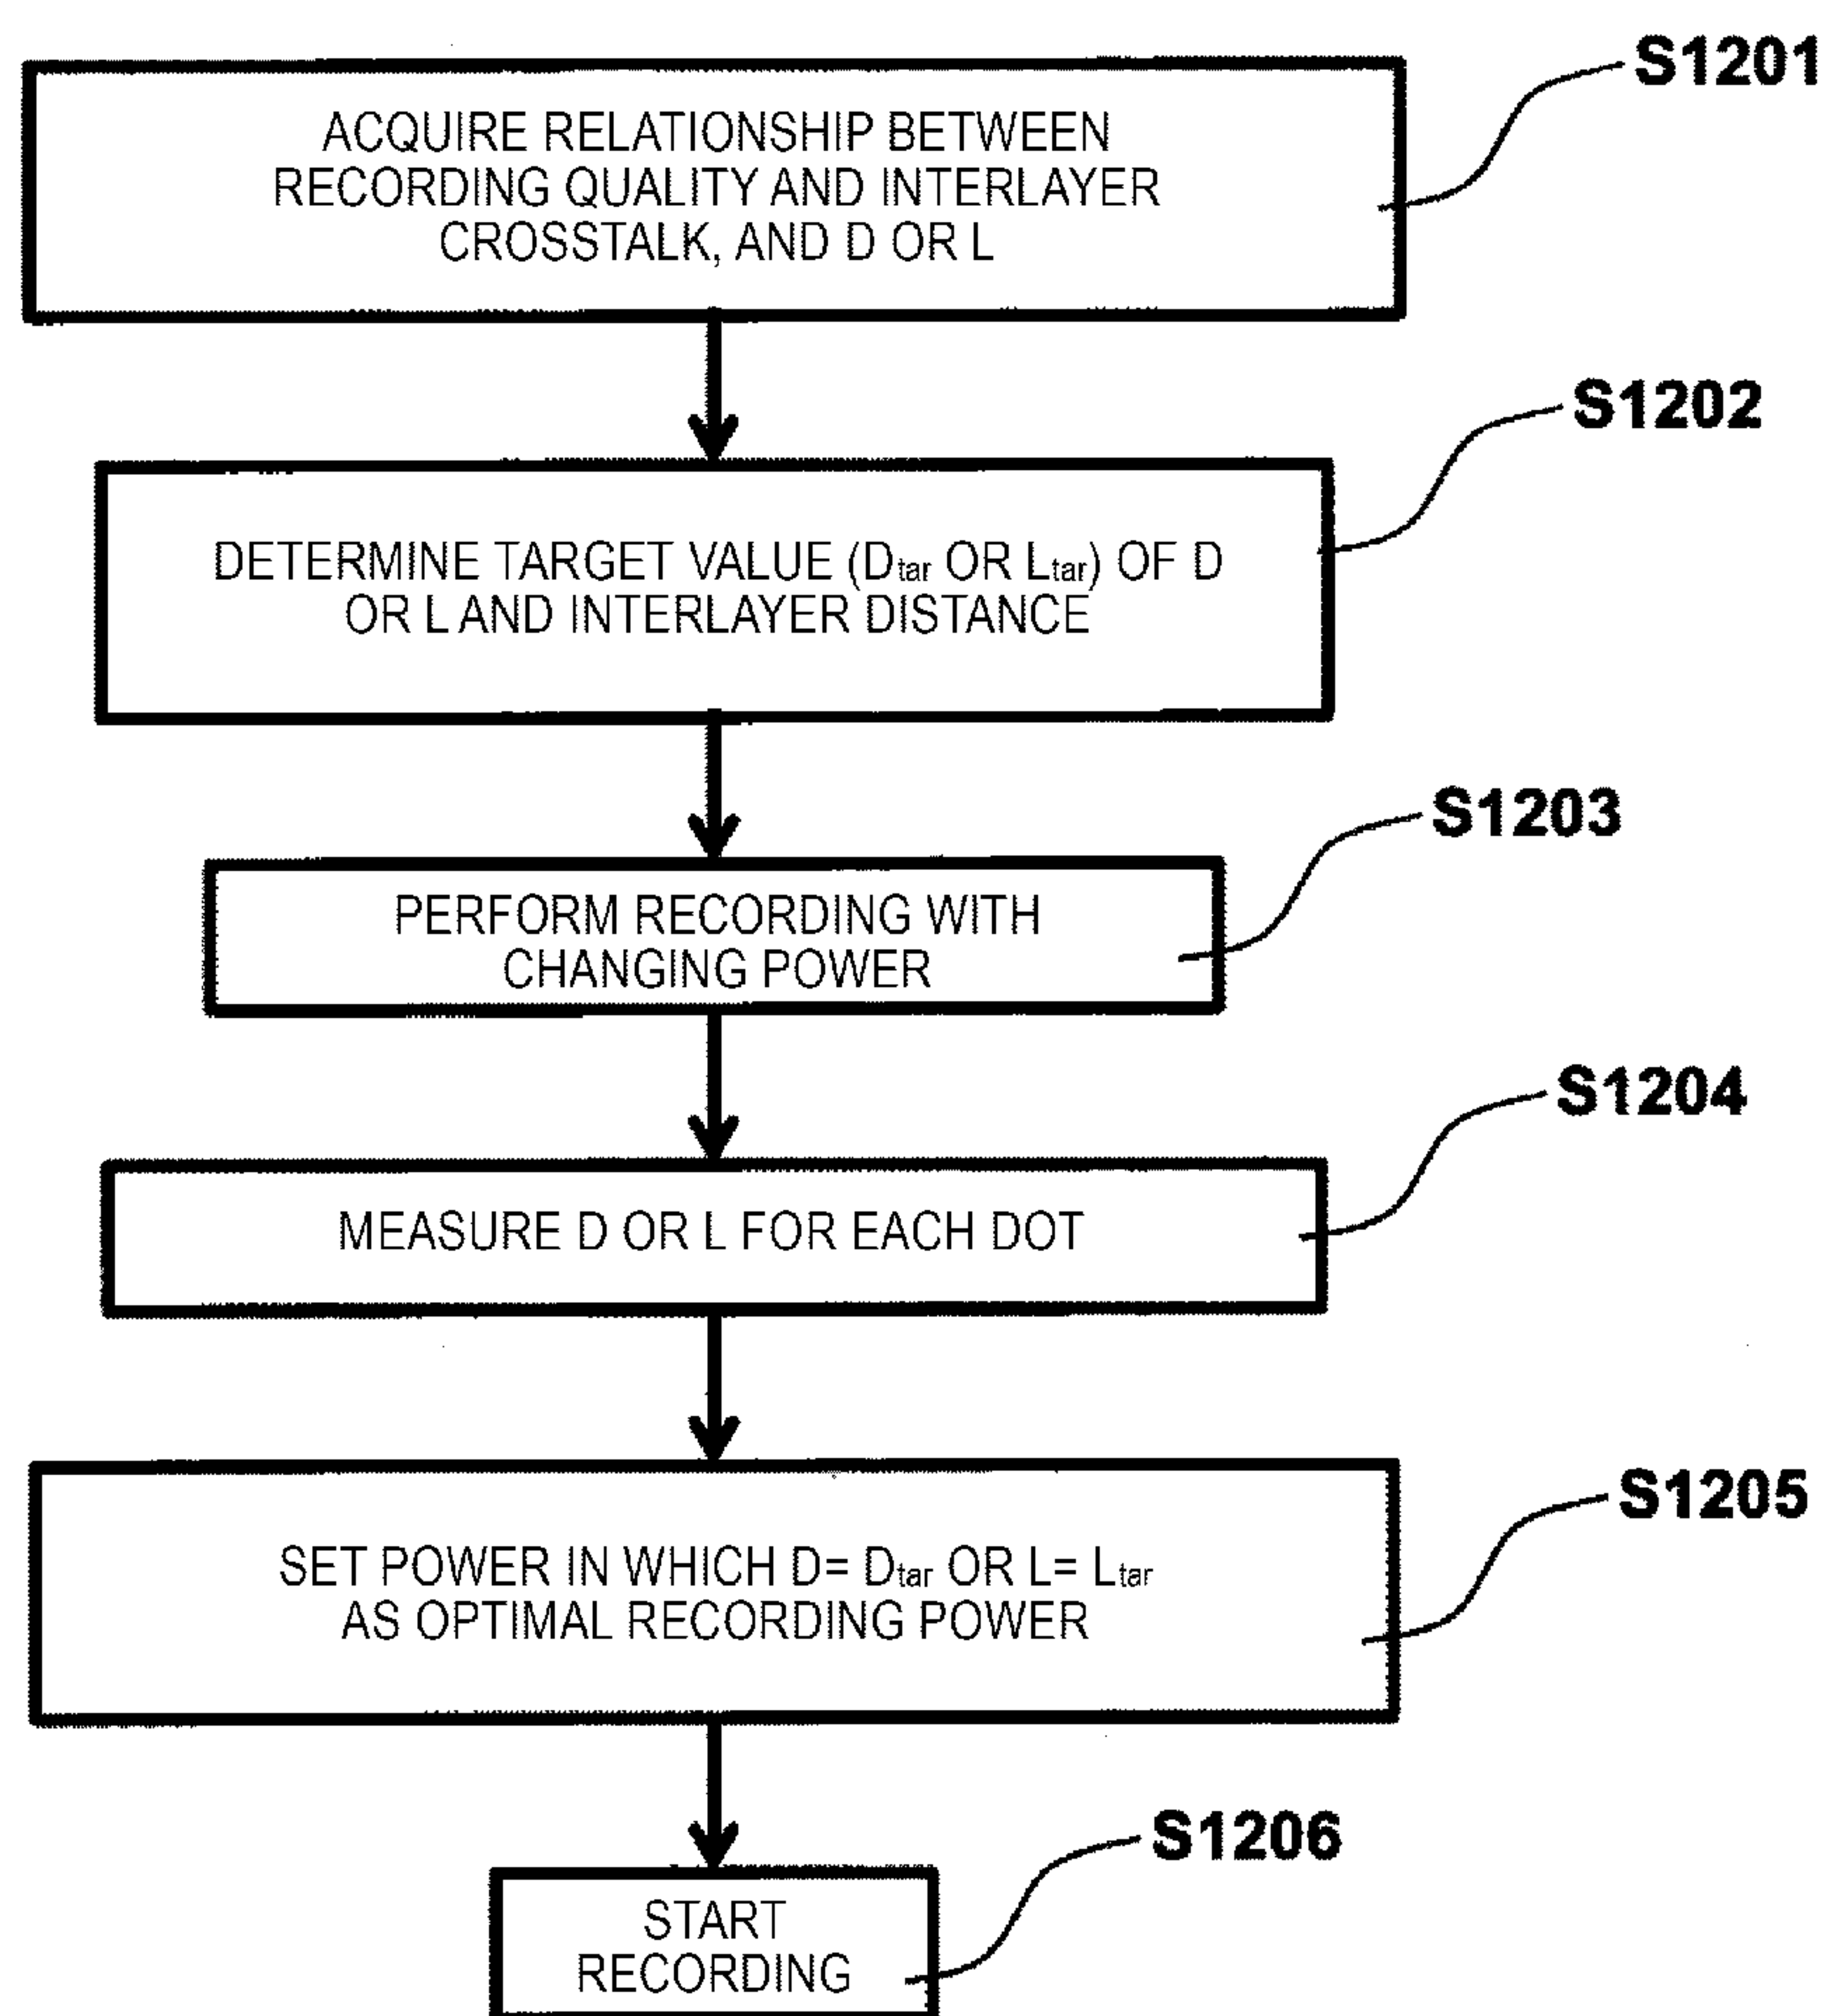 S1201
ACQUIRE RELATIONSHIP BETWEEN
RECORDING QUALITY AND INTERLAYER
CROSSTALK, AND D OR L
S1202
DETERMINE TARGET VALUE (Dtar OR Ltar) OF D
OR L AND INTERLAYER DISTANCE
S1203
PERFORM RECORDING WITH
CHANGING POWER
S1204
MEASURE D OR L FOR EACH DOT
S1205
SET POWER IN WHICH D= Dtar OR L= Ltar
AS OPTIMAL RECORDING POWER
S1206
START
RECORDING